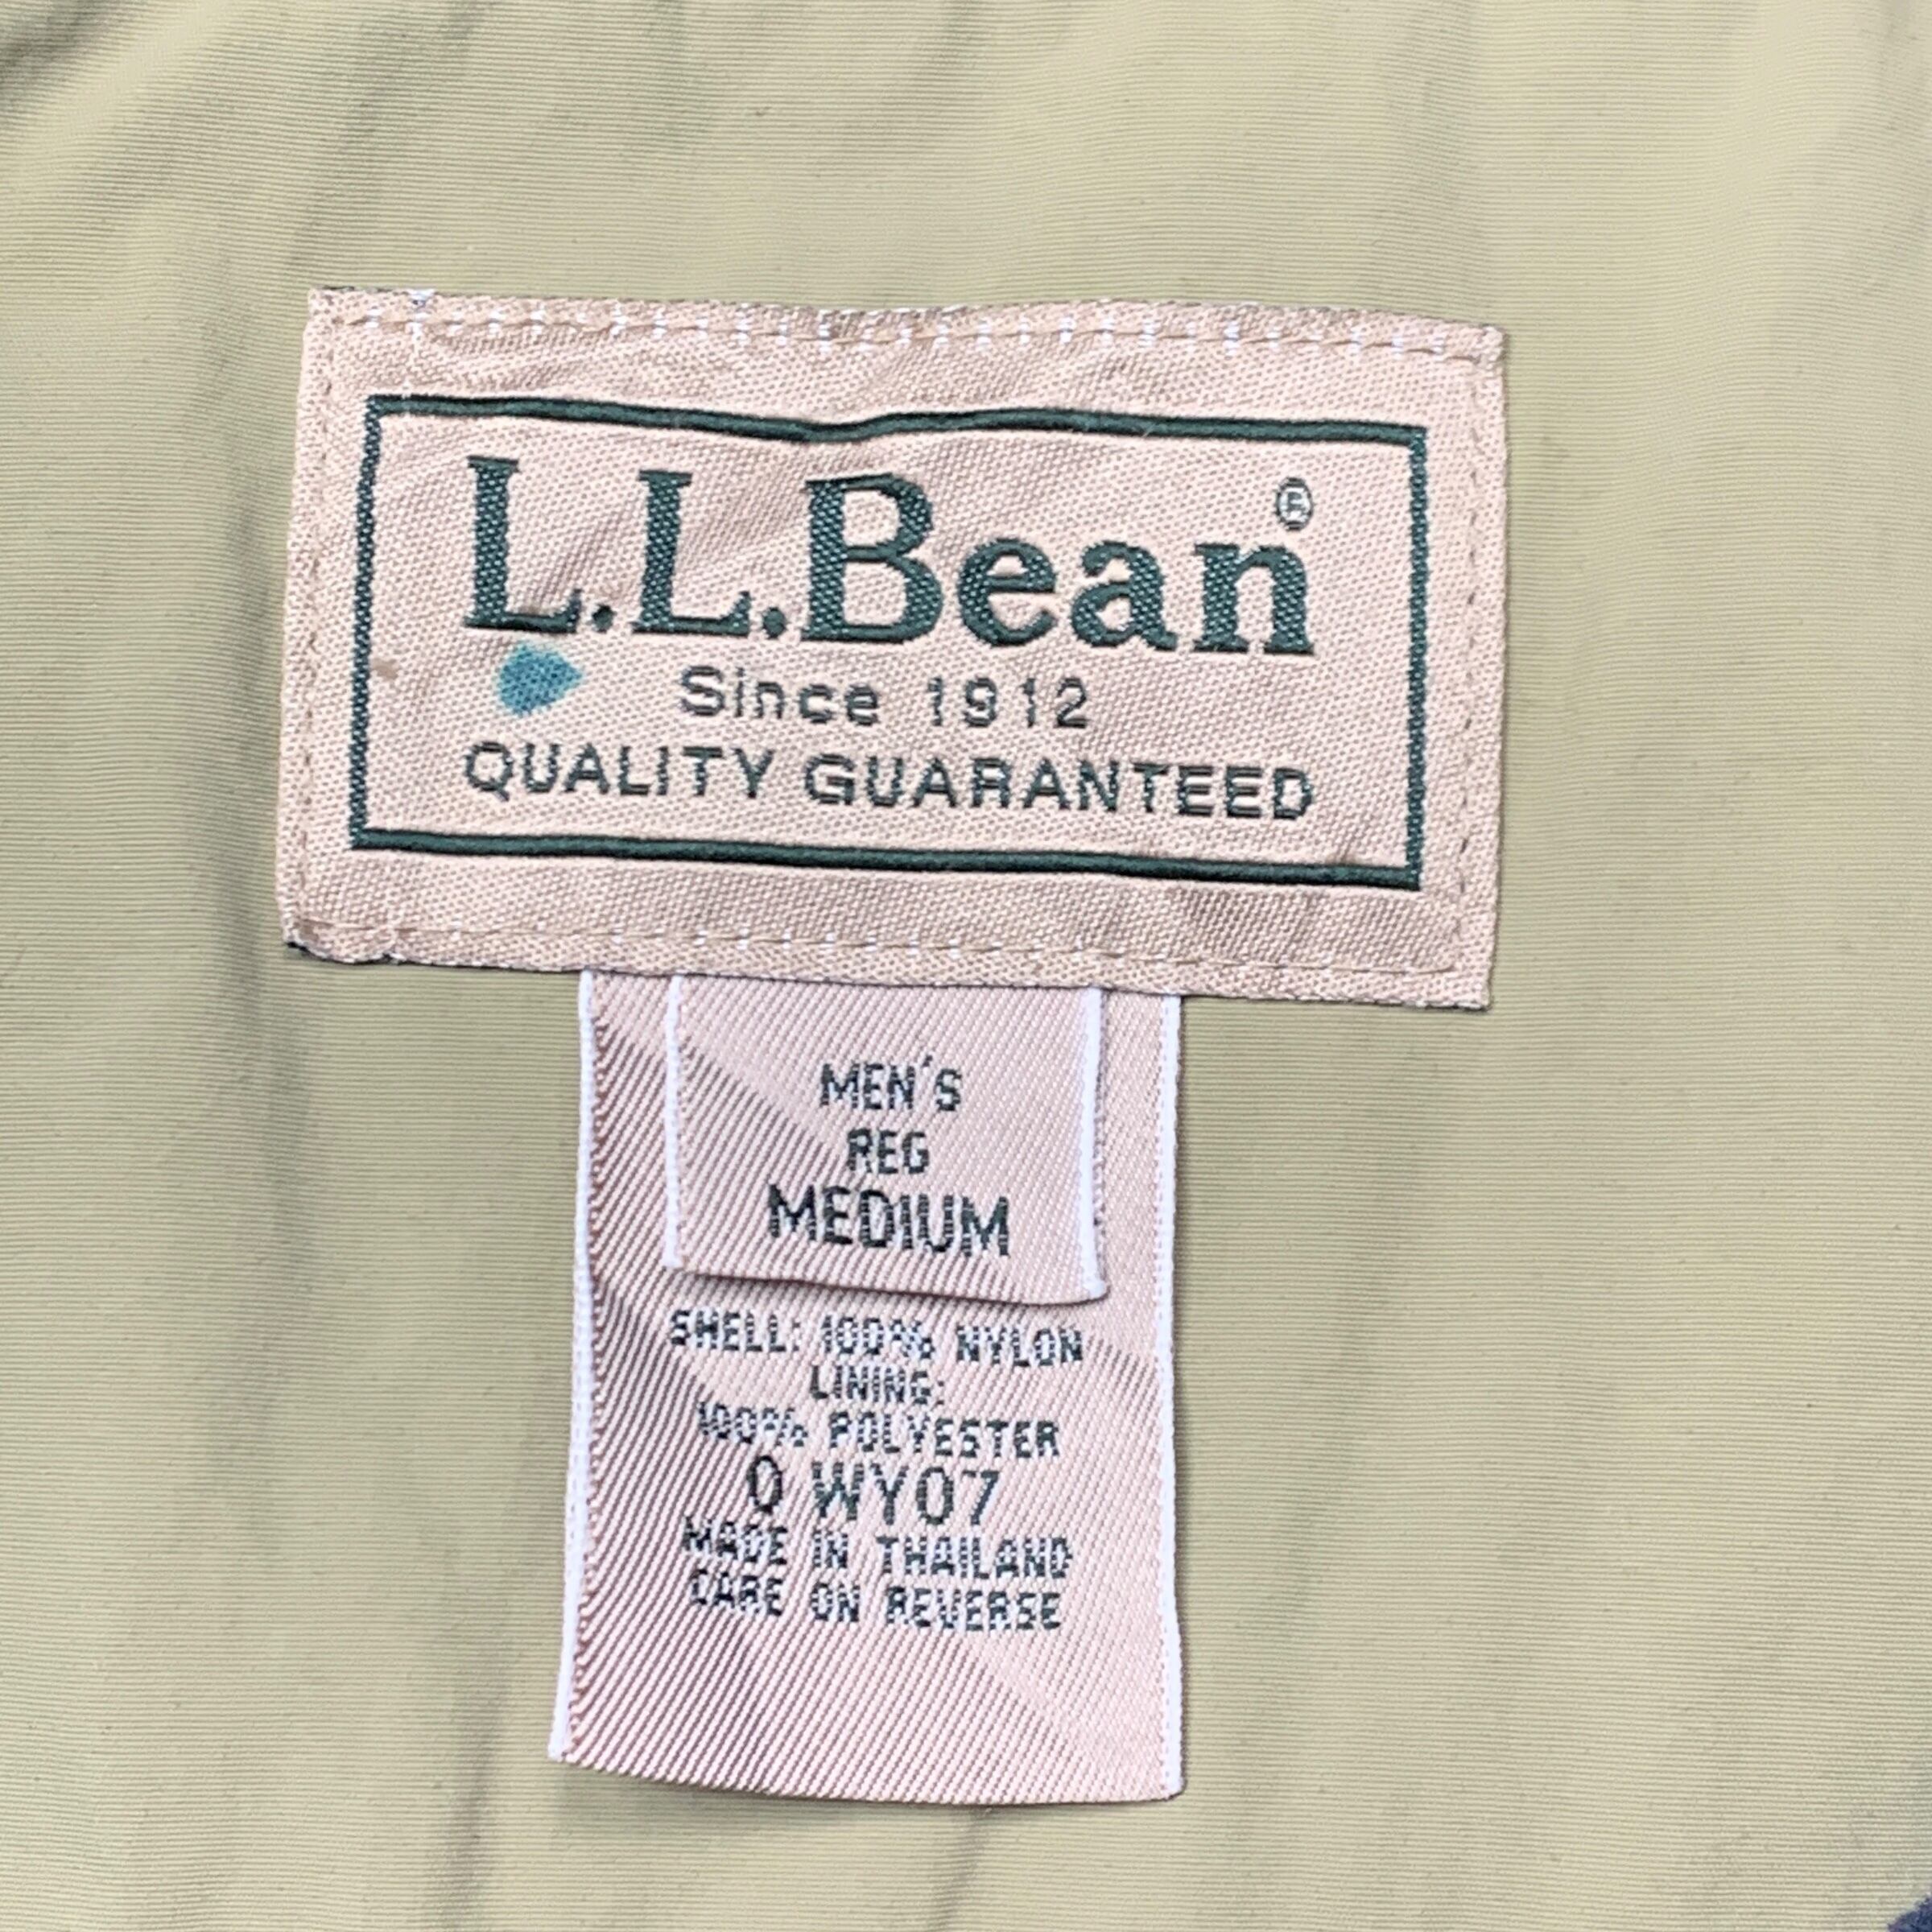 L.L.Bean®
Since 1912
QUALITY GUARANTEED
MEN'S
REG
MEDIUM
SHELL: 100% NYLON
LINING:
100% POLYESTER
0 WY07
MADE IN THAILAND
CARE ON REVERSE